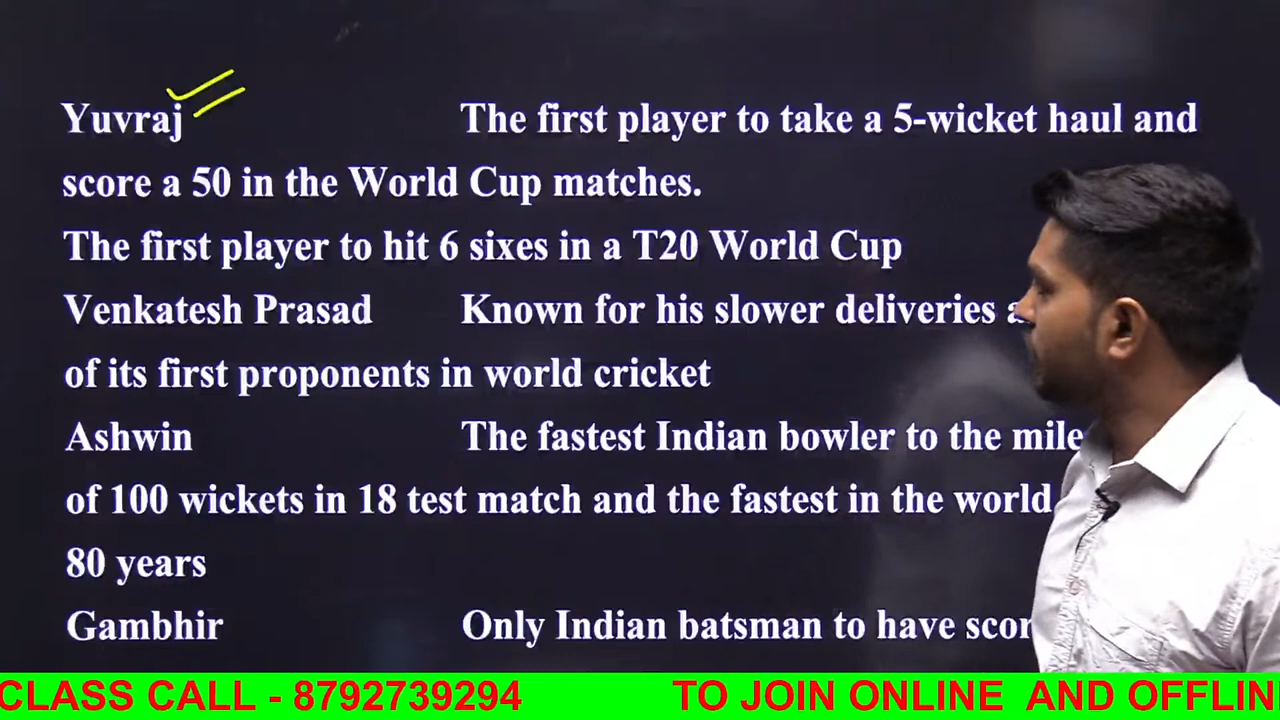 Yuvraj The first player to take a 5-wicket haul and
score a 50 in the World Cup matches.
The first player to hit 6 sixes in a T20 World Cup
Venkatesh Prasad Known for his slower deliveries
of its first proponents in world cricket
Ashwin The fastest Indian bowler to the
of 100 wickets in 18 test match and the fastest in the world
80 years
Gambhir Only Indian batsman to have
CLASS CALL - 8792739294 TO JOIN ONLINE AND